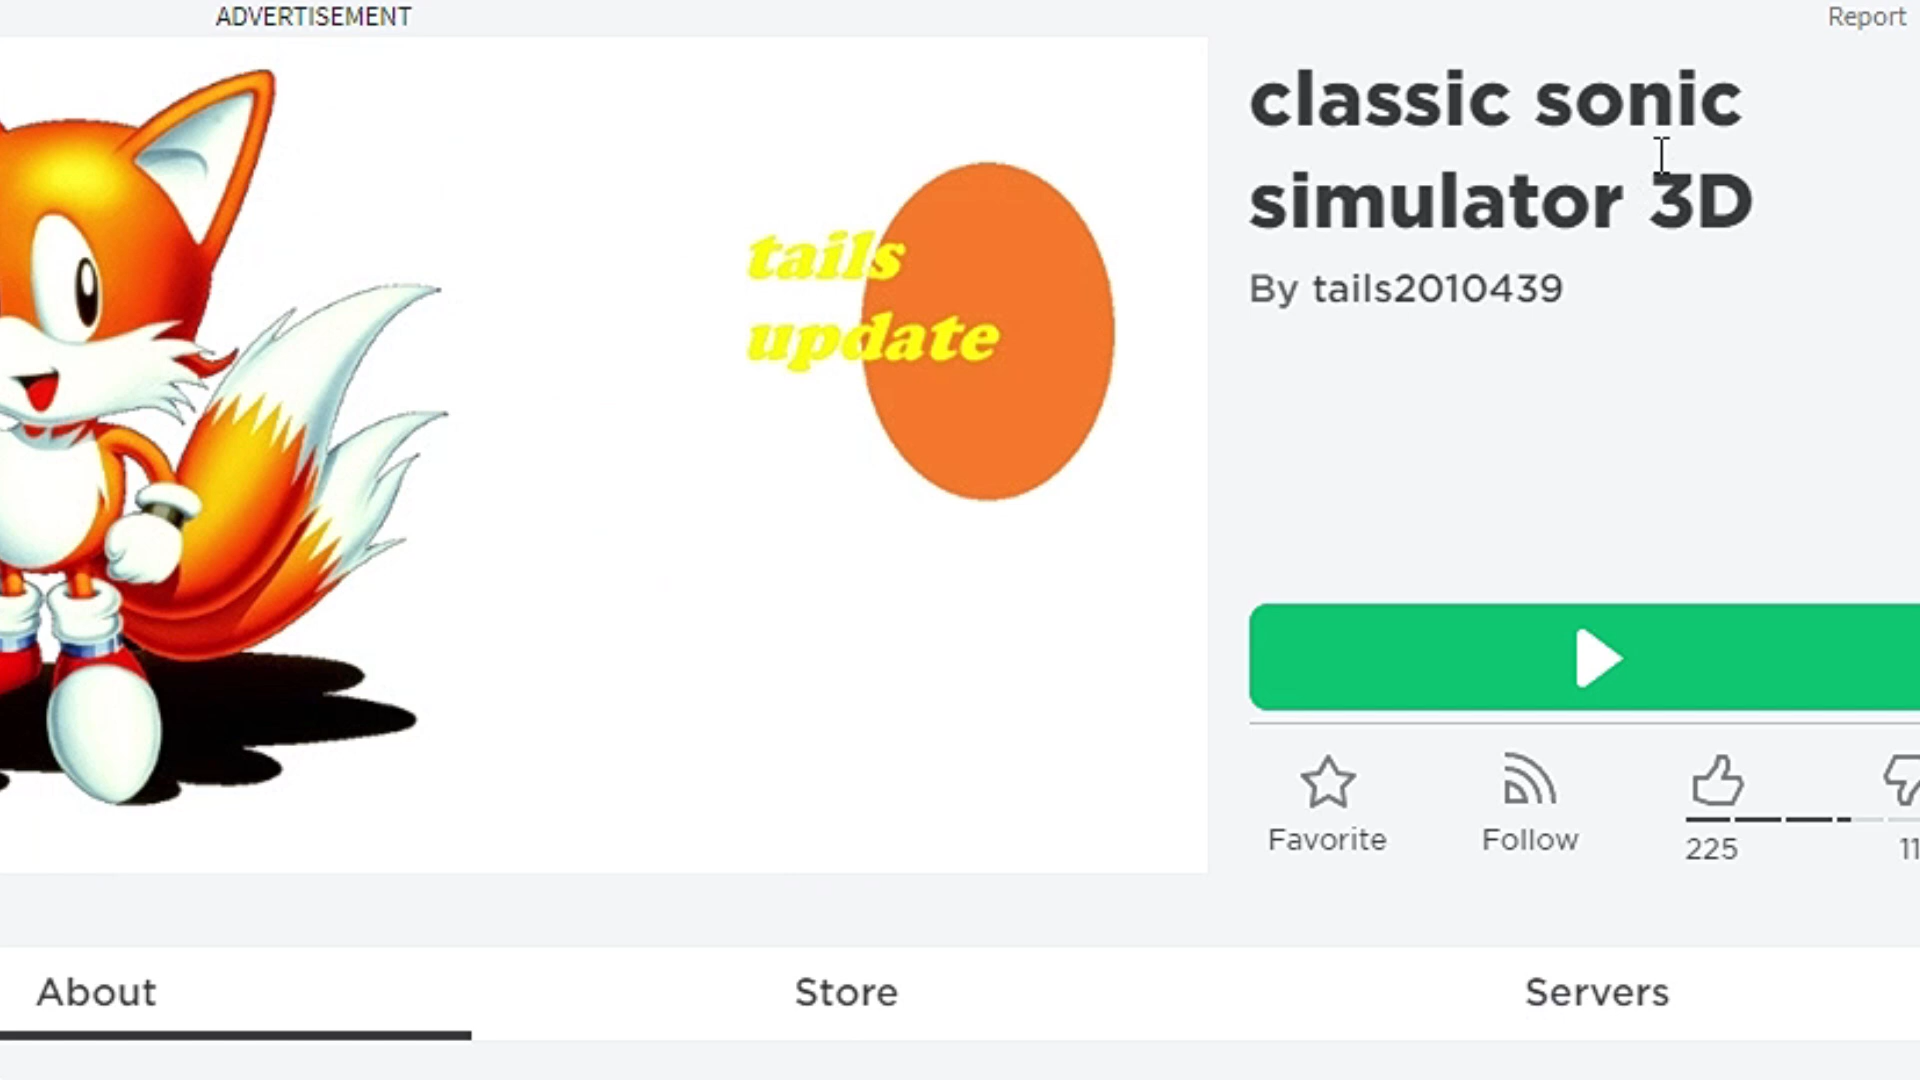 ADVERTISEMENT
Report
tails
update
classic sonic
simulator 3D
By tails2010439
Favorite
Follow
225
About
Store
Servers